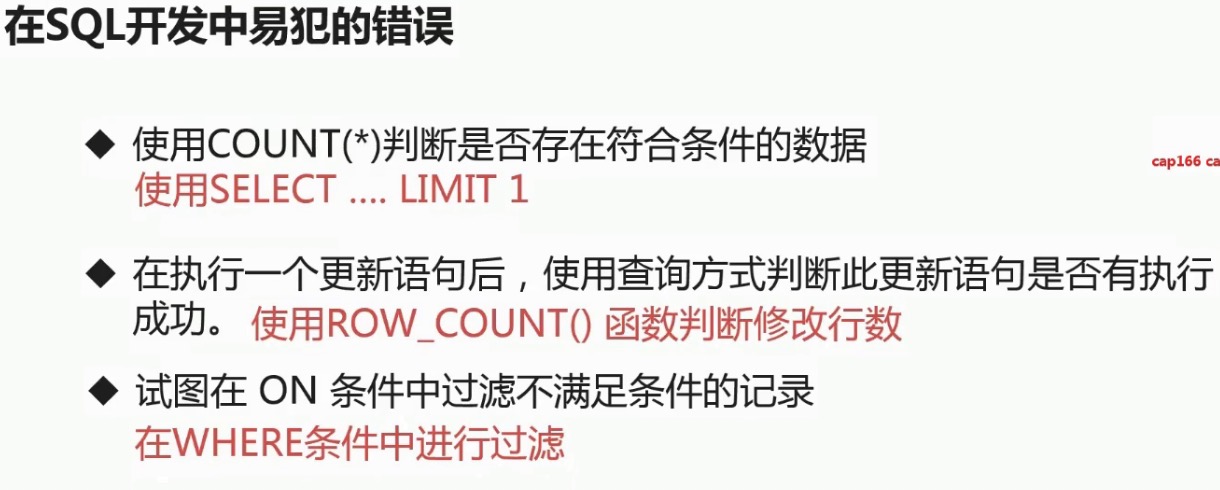 在SQL开发中易犯的错误
◆ 使用COUNT(*)判断是否存在符合条件的数据
cap166 ca
使用SELECT .... LIMIT 1
◆ 在执行一个更新语句后，使用查询方式判断此更新语句是否有执行
成功。 使用ROW_COUNT() 函数判断修改行数
◆ 试图在 ON 条件中过滤不满足条件的记录
在WHERE条件中进行过滤